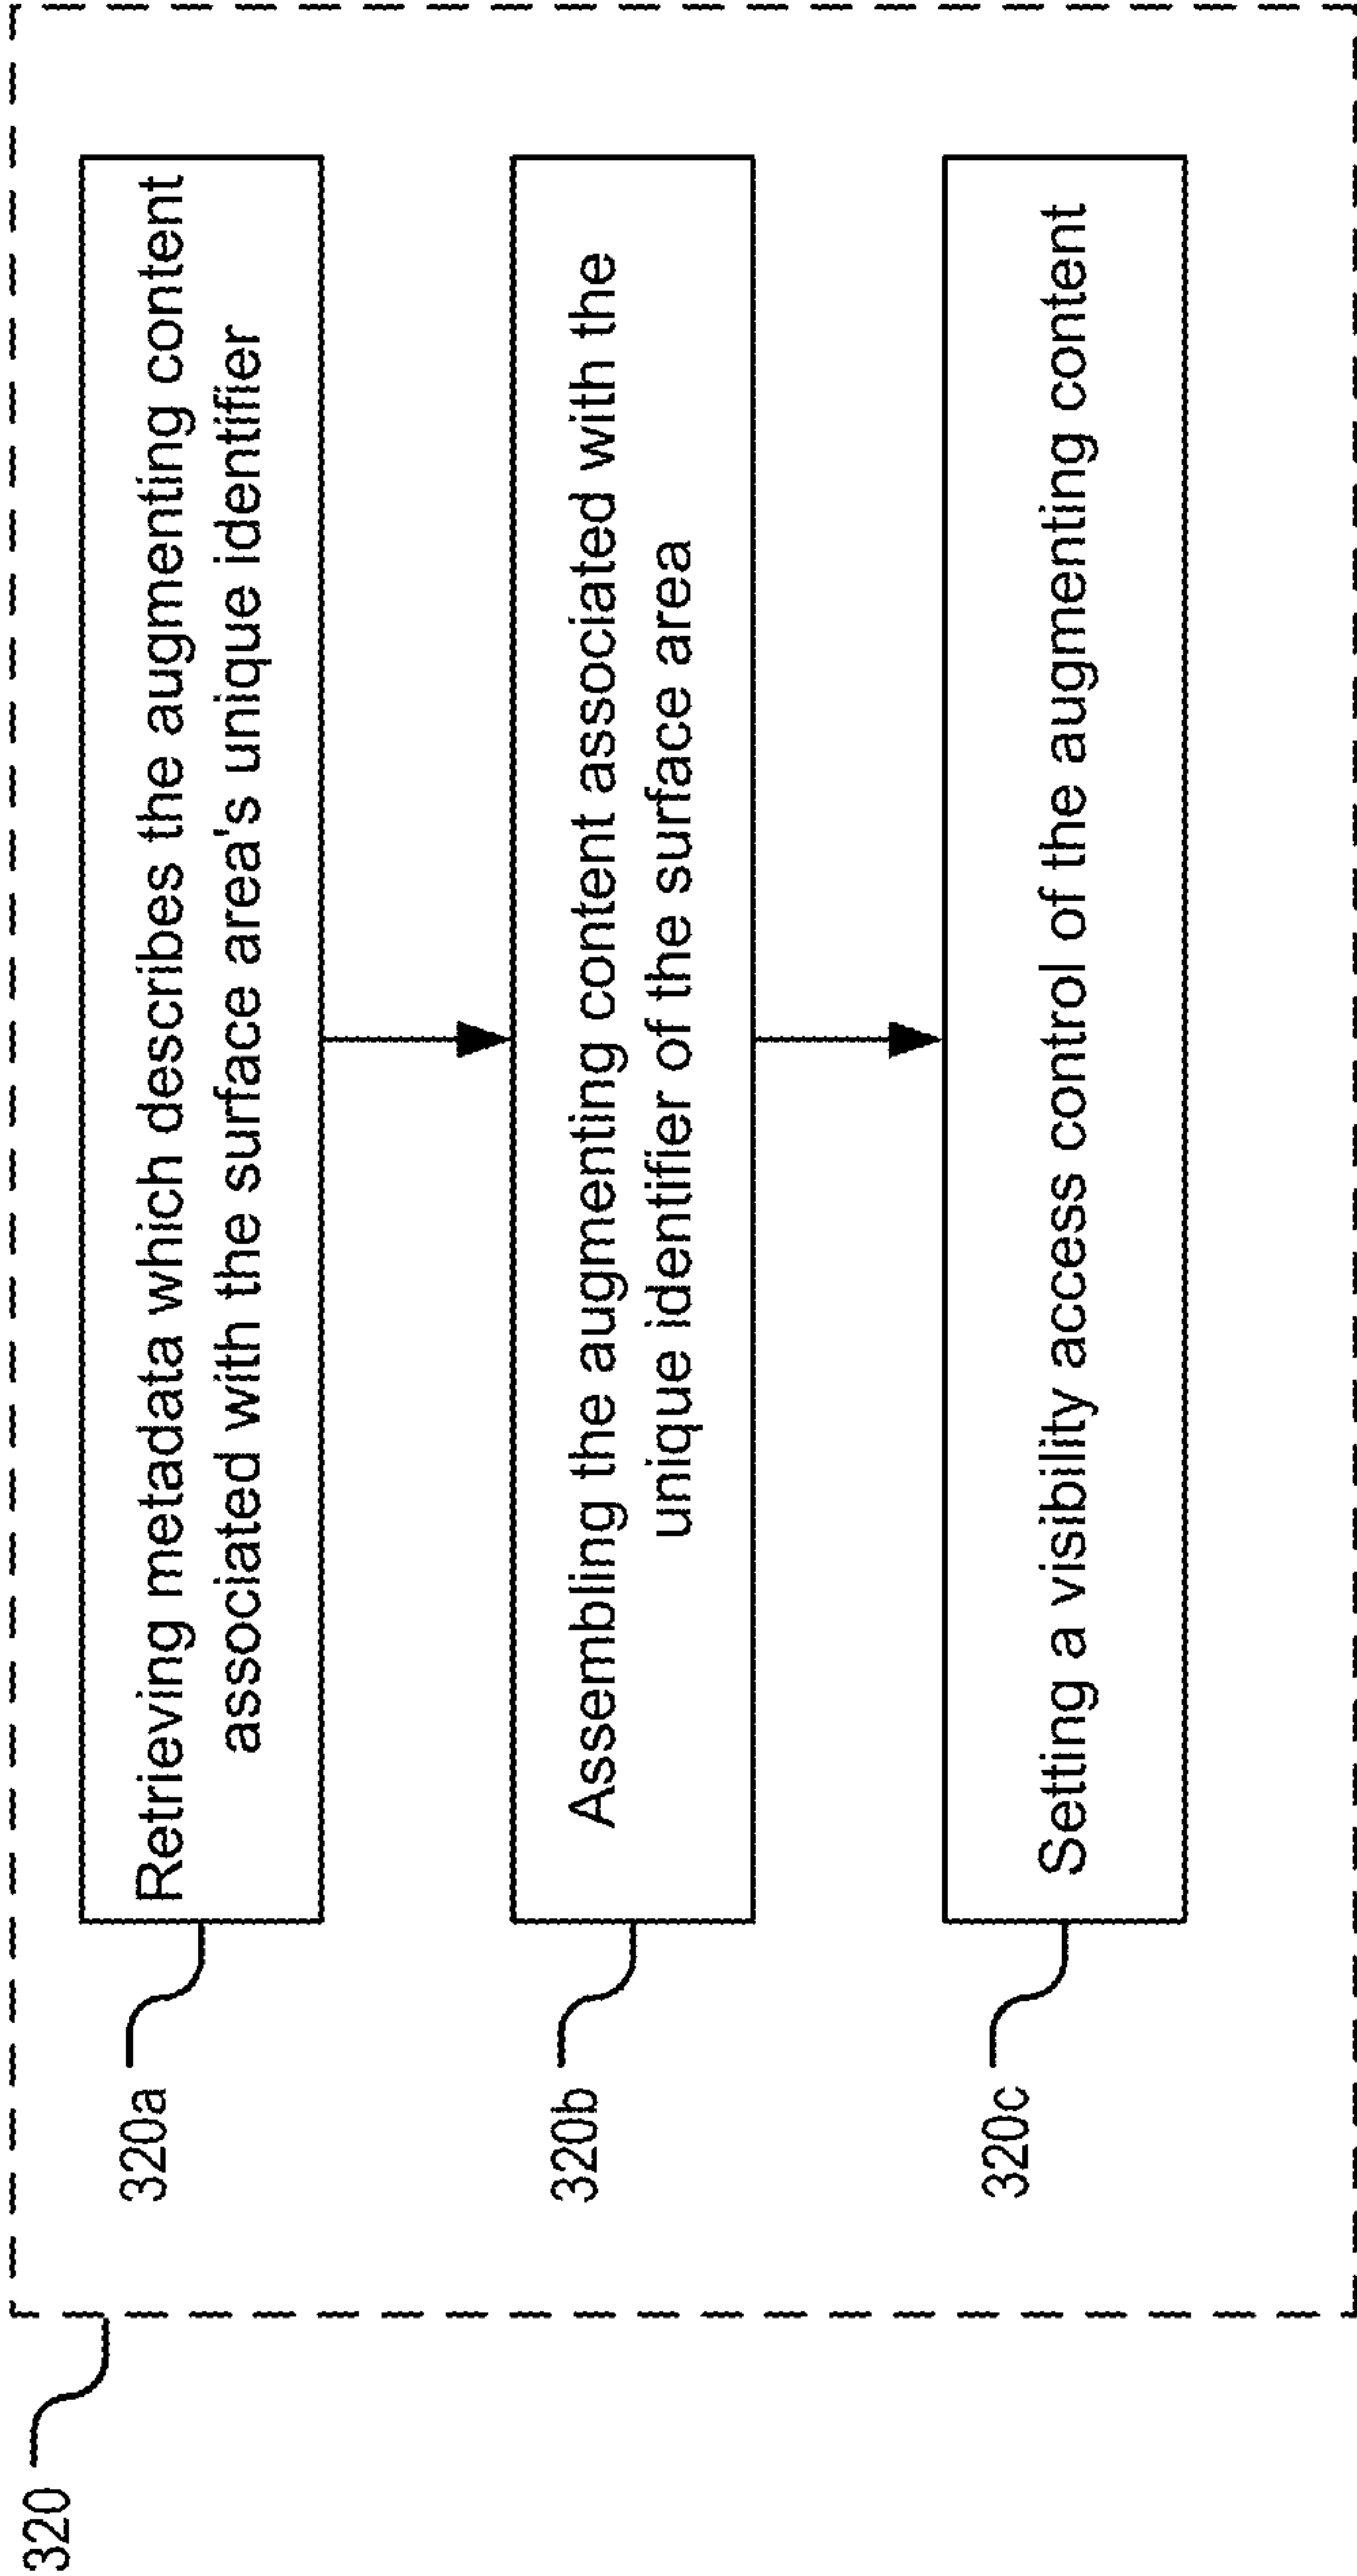 320
320a
Retrieving metadata which describes the augmenting content
associated with the surface area's unique identifier
320b
Assembling the augmenting content associated with the
unique identifier of the surface area
320c
Setting a visibility access control of the augmenting content